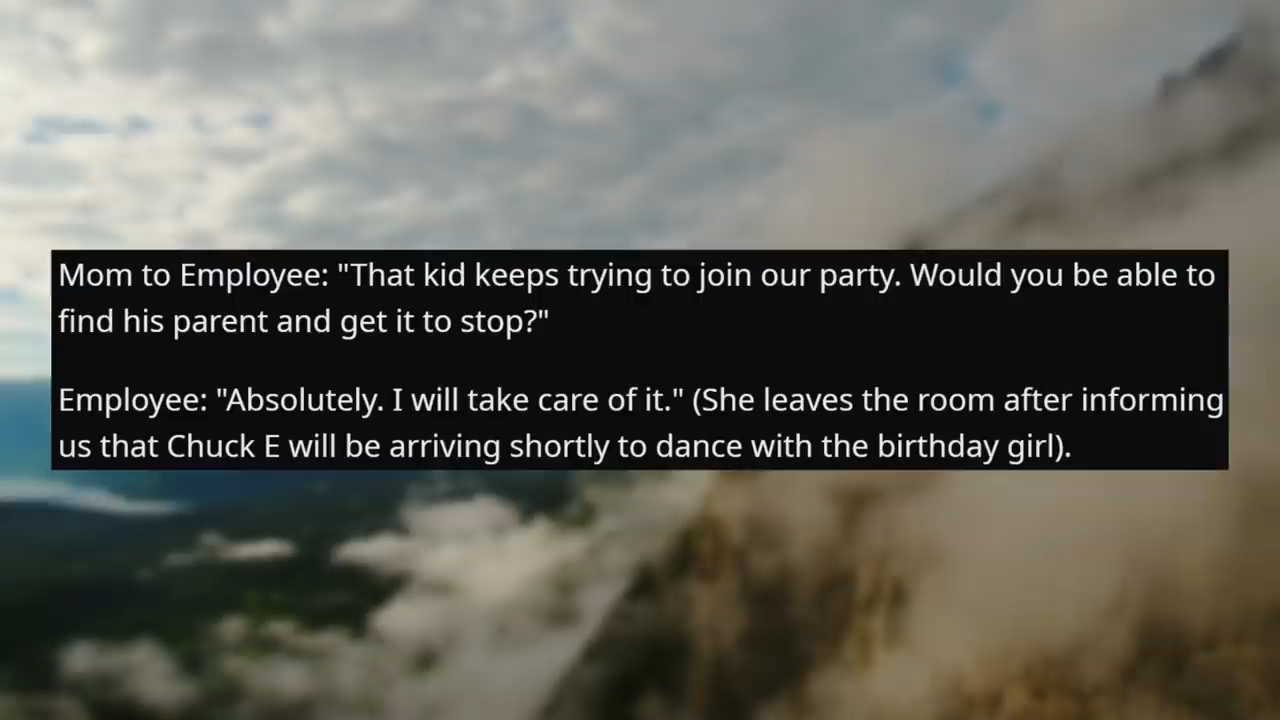 Mom to Employee: "That kid keeps trying to join our party. Would you be able to
find his parent and get it to stop?"
Employee: "Absolutely. I will take care of it." (She leaves the room after informing
us that Chuck E will be arriving shortly to dance with the birthday girl).